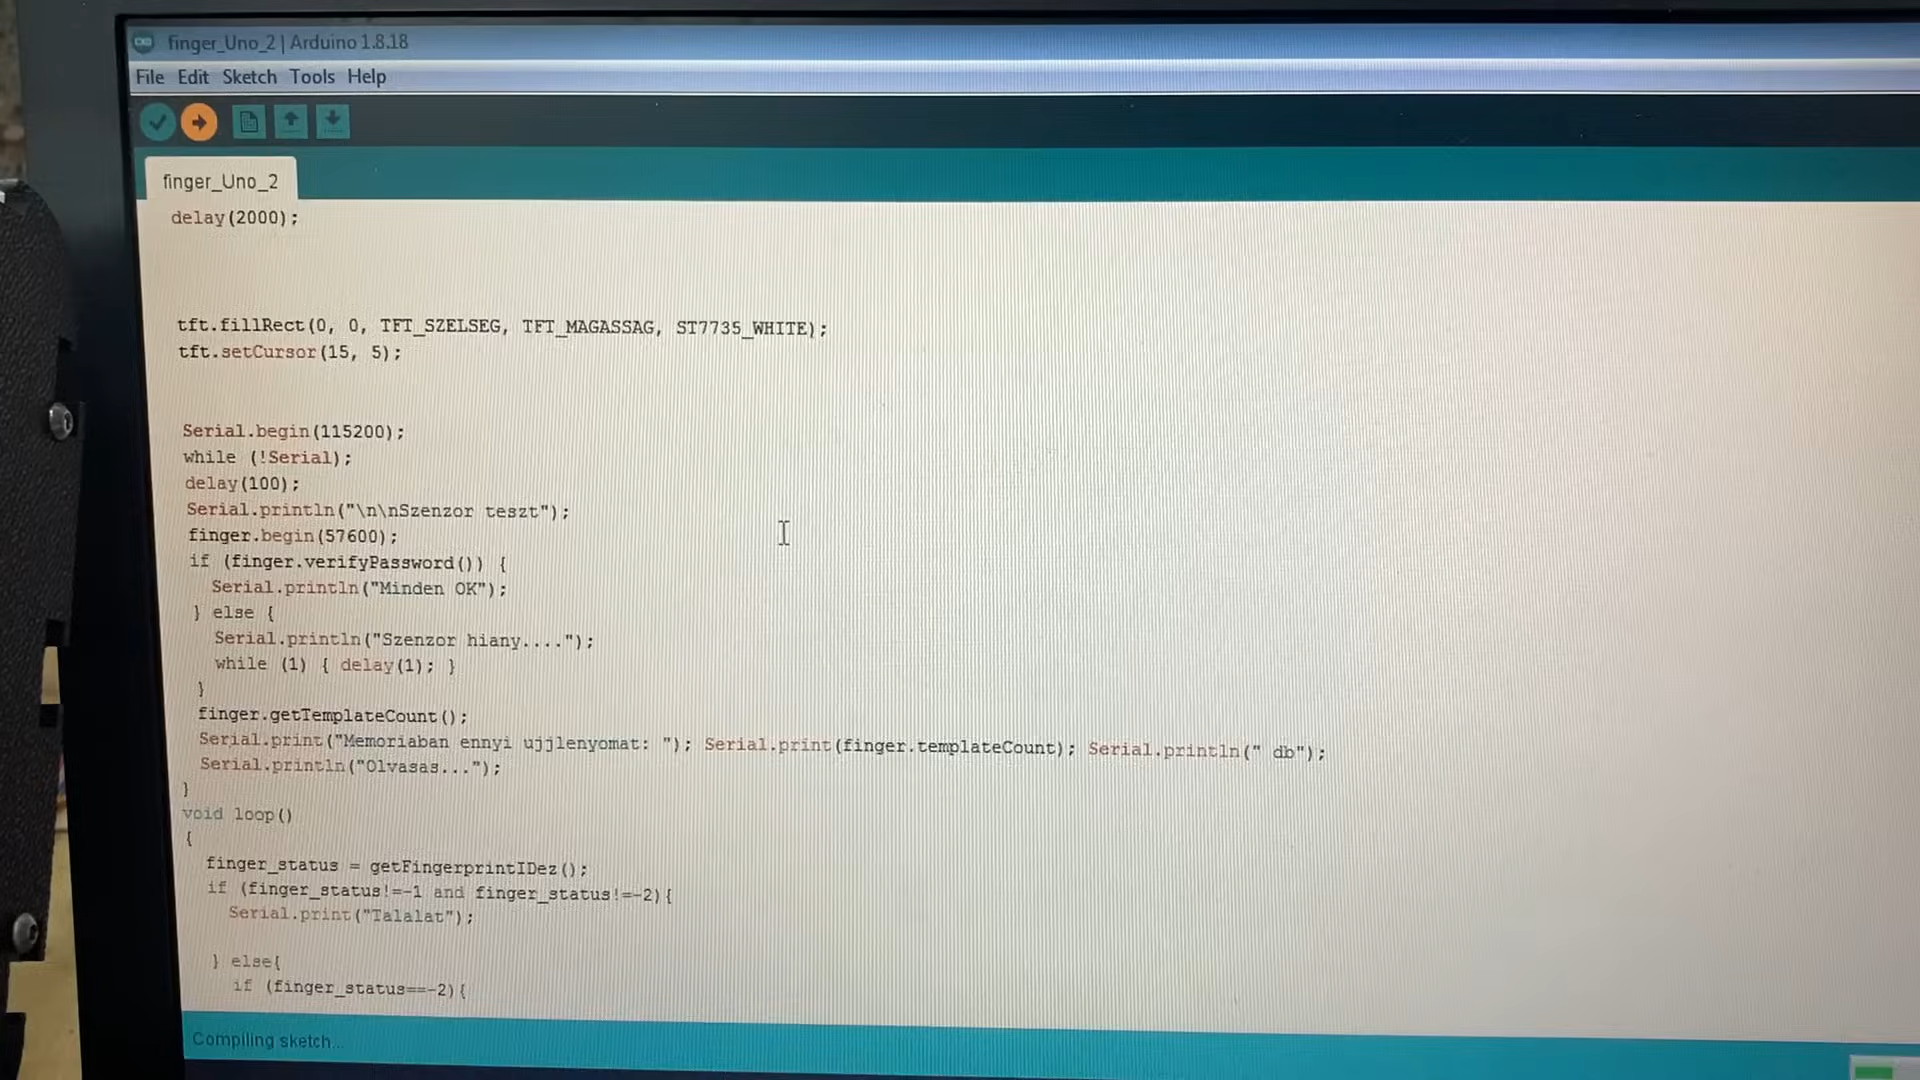 finger_Uno_2 | Arduino 1.8.18
File Edit Sketch Tools Help
finger_Uno_2
delay(2000);
tft.fillRect(0, 0, TFT_SZELSEG, TFT_MAGASSAG, ST7735_WHITE);
tft.setCursor(15, 5);
Serial.begin(115200);
while (!Serial);
delay(100);
Serial.println("\n\nSzenzor teszt");
finger.begin(57600);
if (finger.verifyPassword()) {
Serial.println("Minden OK");
} else {
Serial.println("Szenzor hiany....");
while (1) { delay(1); }
}
finger.getTemplateCount();
Serial.print("Memoriaban ennyi ujjlenyomat: "); Serial.print(finger.templateCount); Serial.println(" db");
Serial.println("Olvasas...");
}
void loop()
{
finger_status = getFingerprintIDez();
if (finger_status!=-1 and finger_status!=-2){
Serial.print("Talalat");
} else{
if (finger_status==-2){
Compiling sketch...